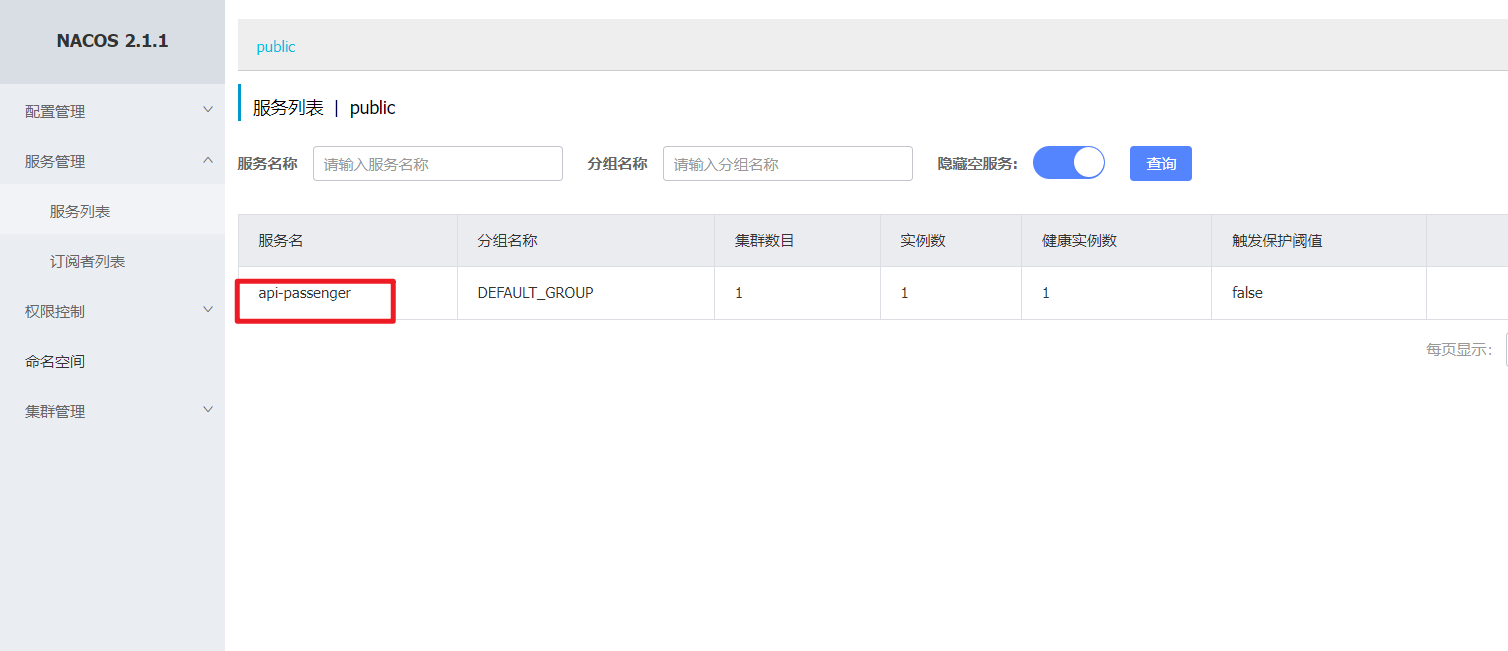 NACOS 2.1.1
配置管理
服务管理
服务列表
订阅者列表
权限控制
命名空间
集群管理
public
服务列表 | public
服务名称 请输入服务名称 分组名称 请输入分组名称 隐藏空服务: 查询
服务名 分组名称 集群数目 实例数 健康实例数 触发保护阈值
api-passenger DEFAULT_GROUP 1 1 1 false
每页显示: